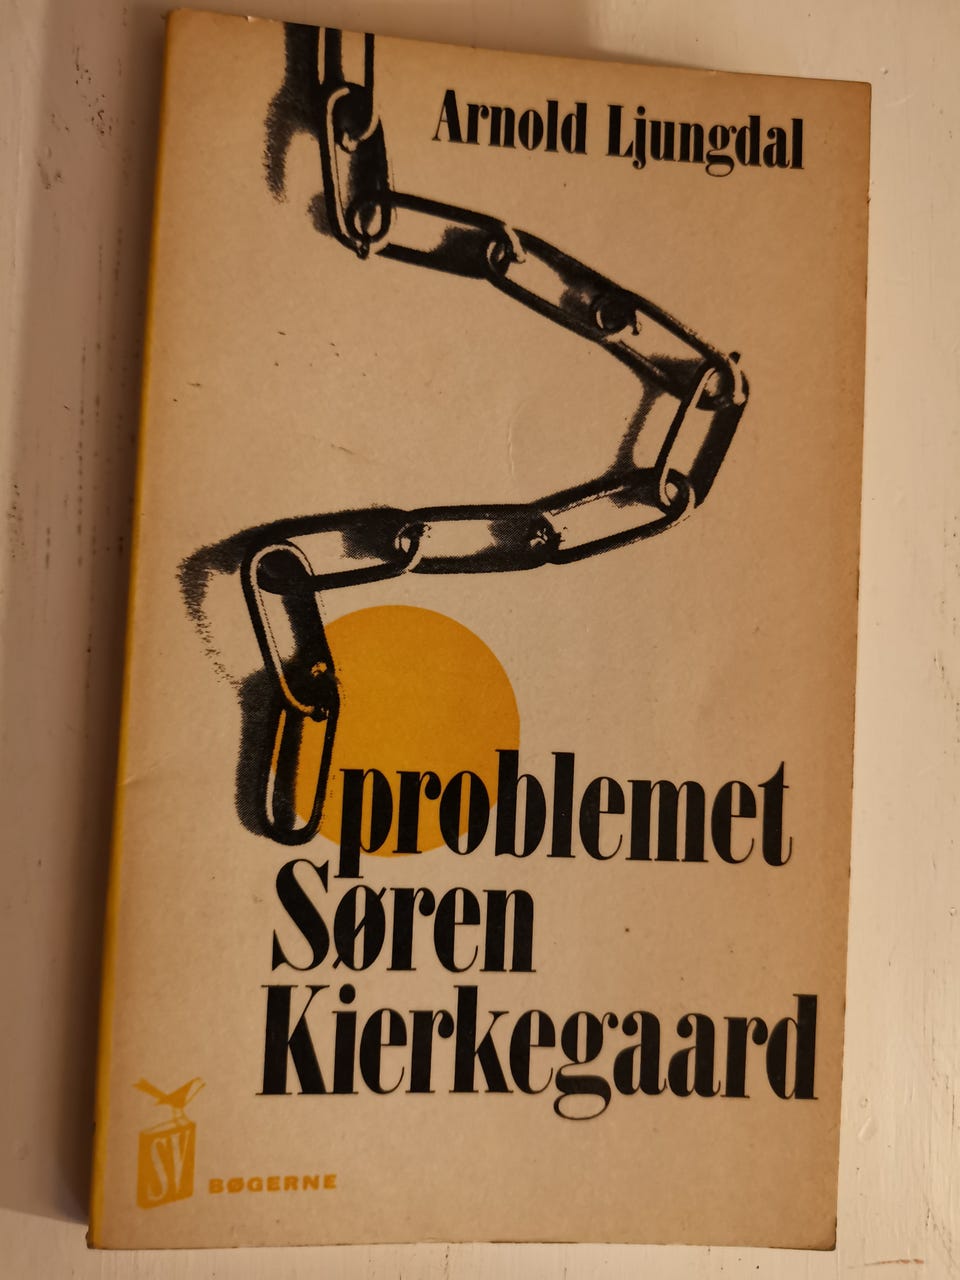 Arnold Ljungdal
problemet
Søren
Kierkegaard
SV
BØGERNE